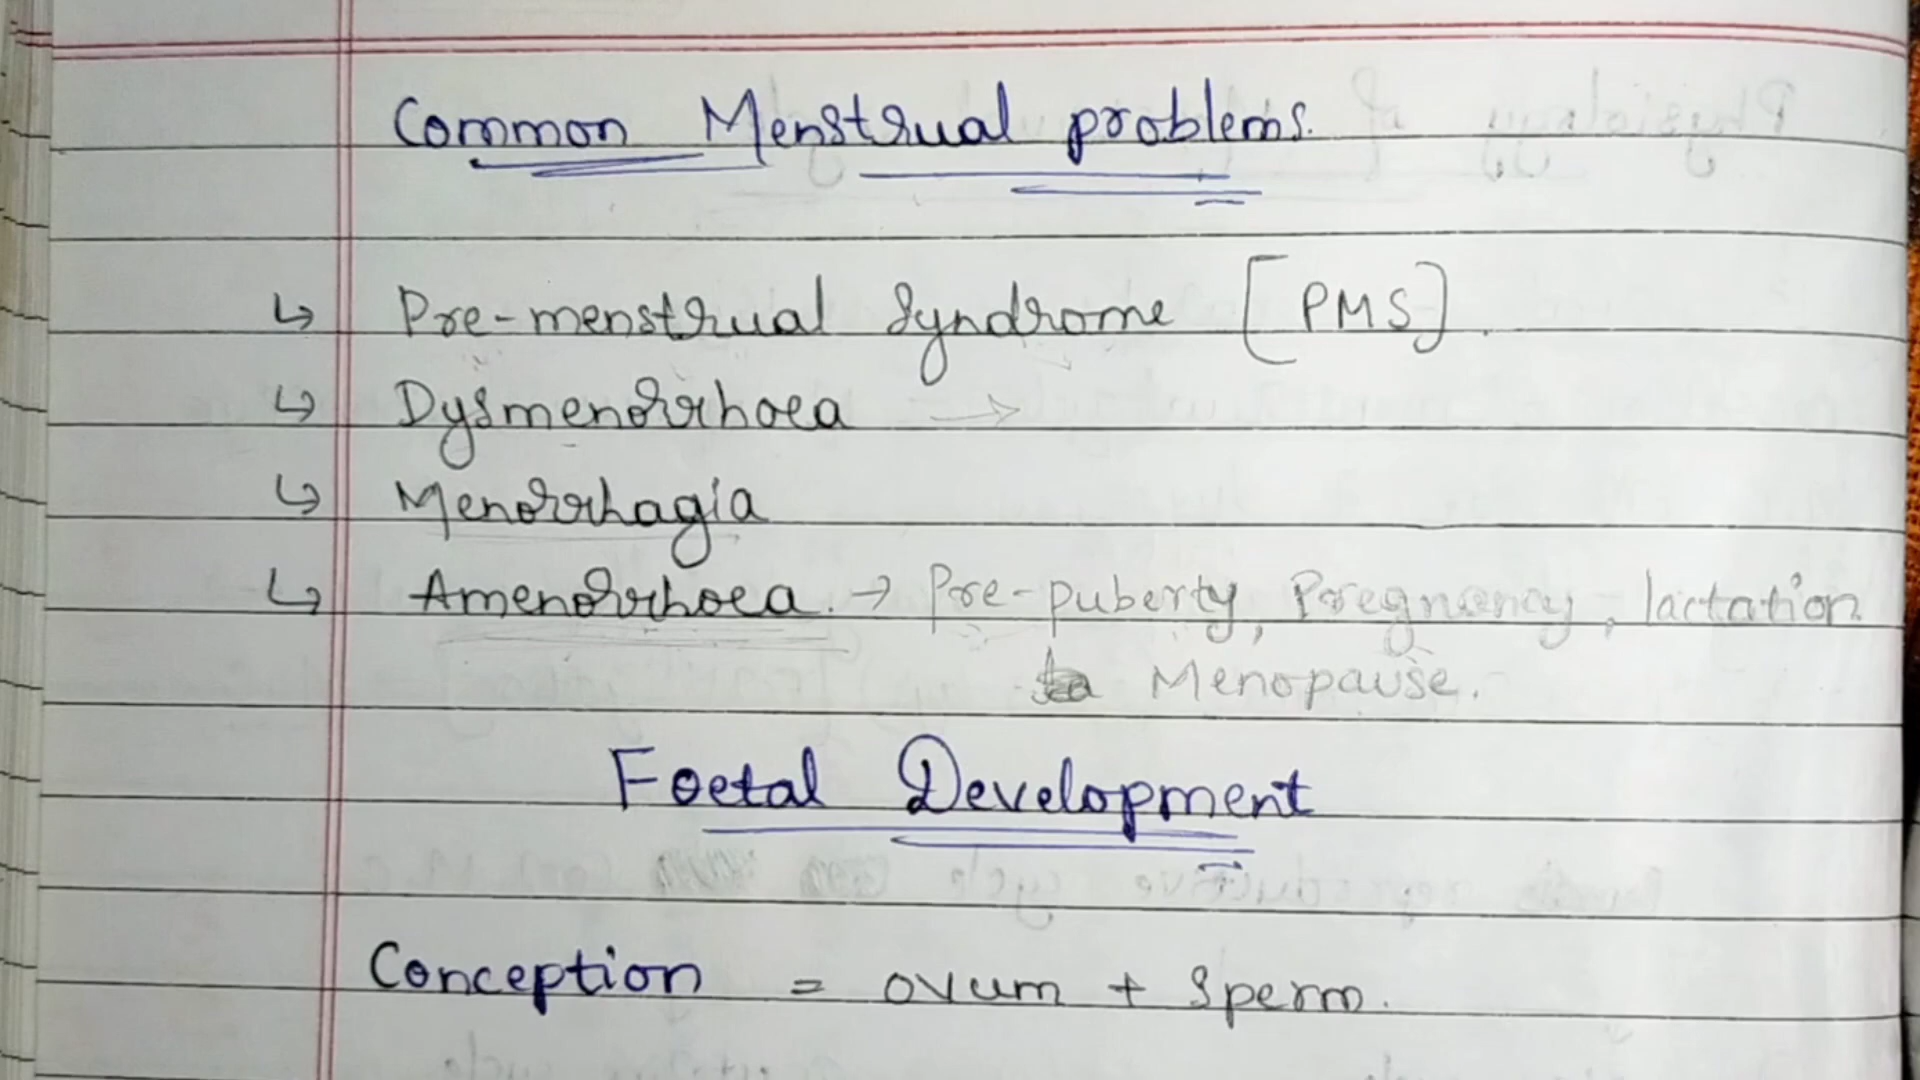 Common Menstrual problems.
↳ Pre-menstrual Syndrome [PMS].
↳ Dysmenorrhoea →
↳ Menorrhagia
↳ Amenorrhoea. → Pre-puberty, Pregnancy, lactation
Menopause.
Foetal Development
Conception = ovum + sperm.